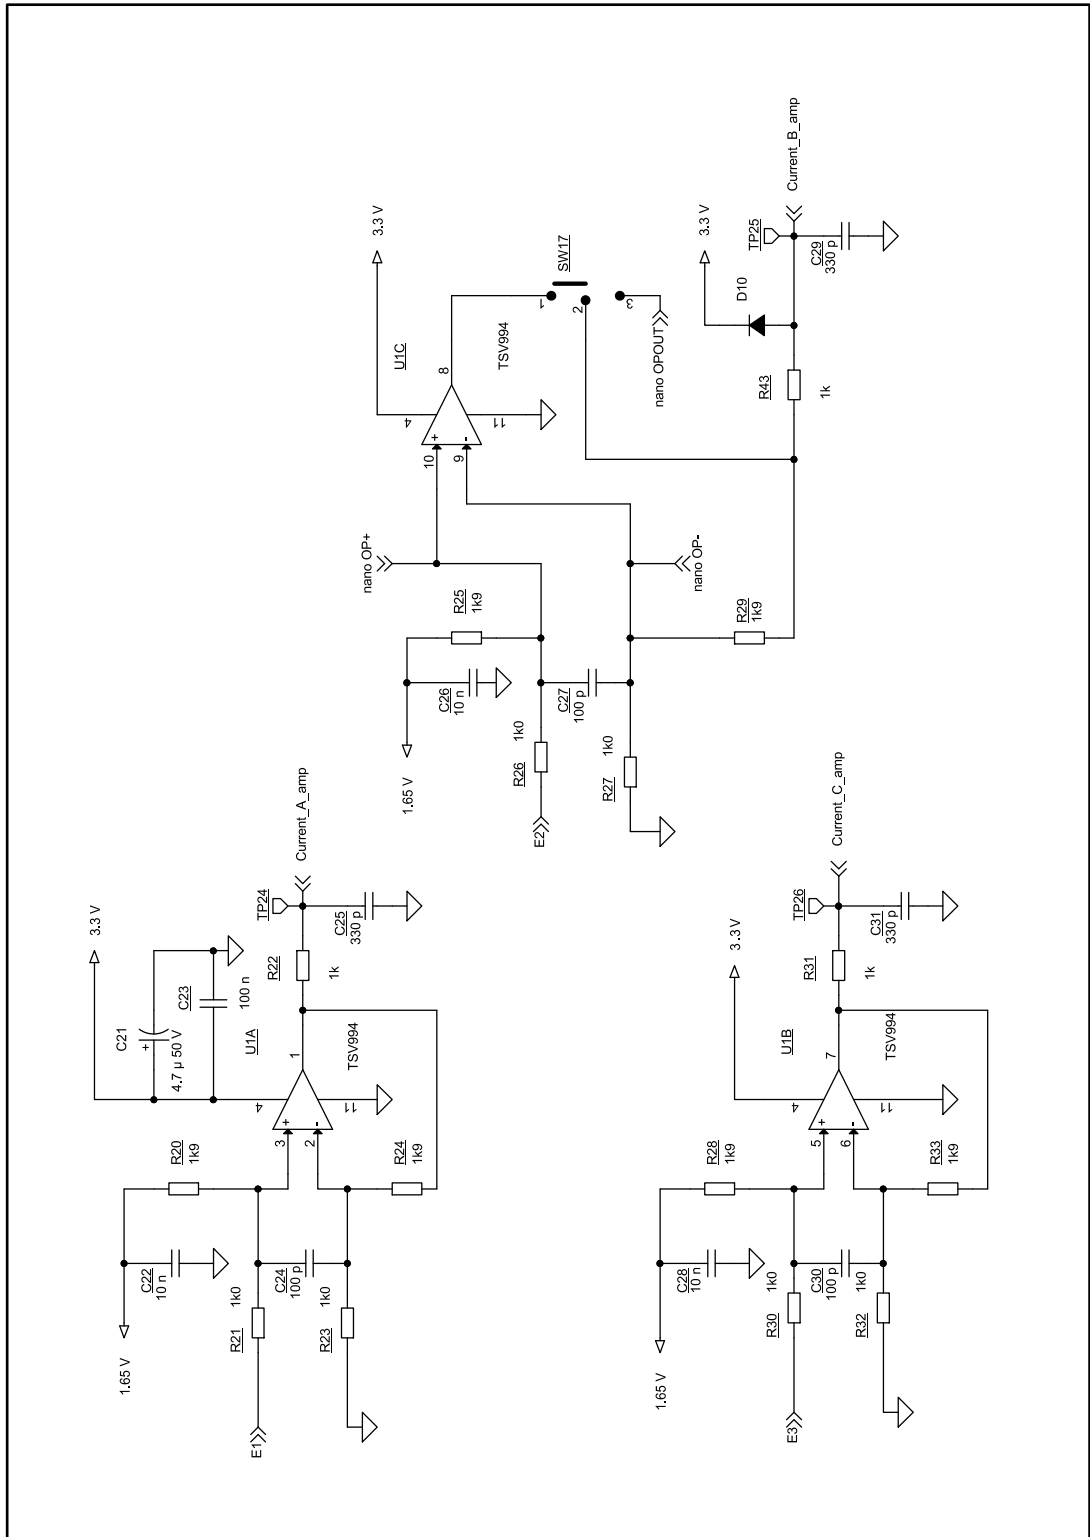 1.65 V
R20
1k9
C22
10 n
E1
R21
1k0
C24
100 p
R23
1k0
3.3 V
C21
+
4.7 µ 50 V
C23
100 n
U1A
4
+
3
-
2
1
11
TSV994
R24
1k9
R22
1k
TP24
C25
330 p
Current_A_amp
1.65 V
R25
1k9
C26
10 n
E2
R26
1k0
C27
100 p
R27
1k0
nano OP+
nano OP-
R29
1k9
3.3 V
U1C
4
+
10
-
9
8
11
TSV994
SW17
1
2
3
nano OPOUT
3.3 V
D10
R43
1k
TP25
C29
330 p
Current_B_amp
1.65 V
R28
1k9
C28
10 n
E3
R30
1k0
C30
100 p
R32
1k0
3..3 V
U1B
4
+
5
-
6
7
11
TSV994
R33
1k9
R31
1k
TP26
C31
330 p
Current_C_amp